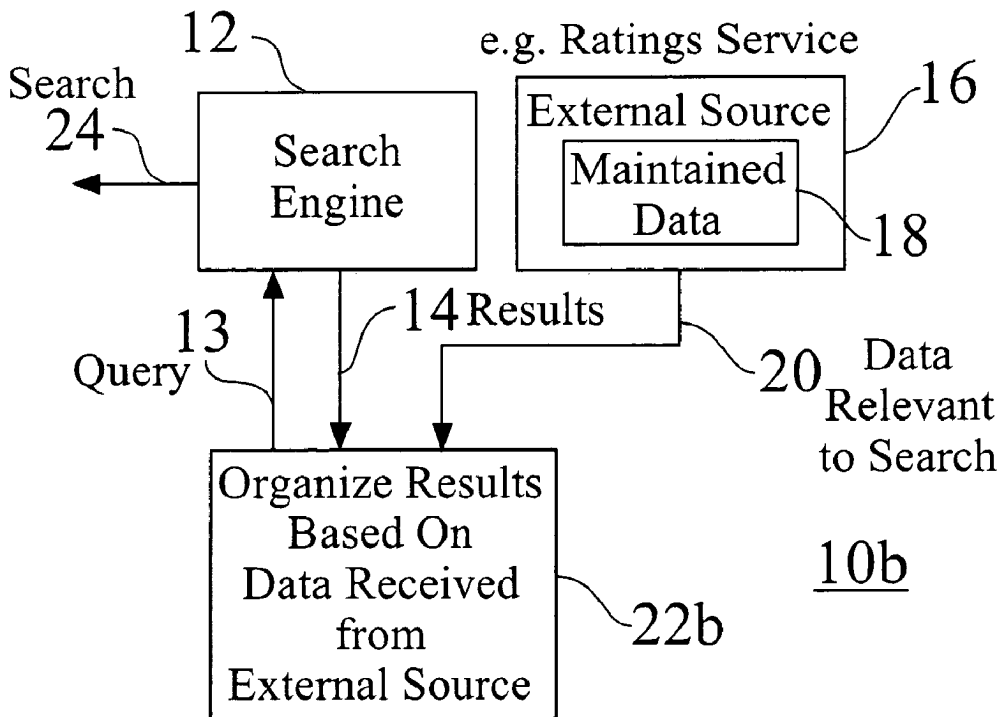 12
e.g. Ratings Service
Search
24
16
External Source
Search
Engine
Maintained
Data
18
14 Results
13
Query
20 Data
Relevant
to Search
Organize Results
Based On
Data Received
from
External Source
10b
22b